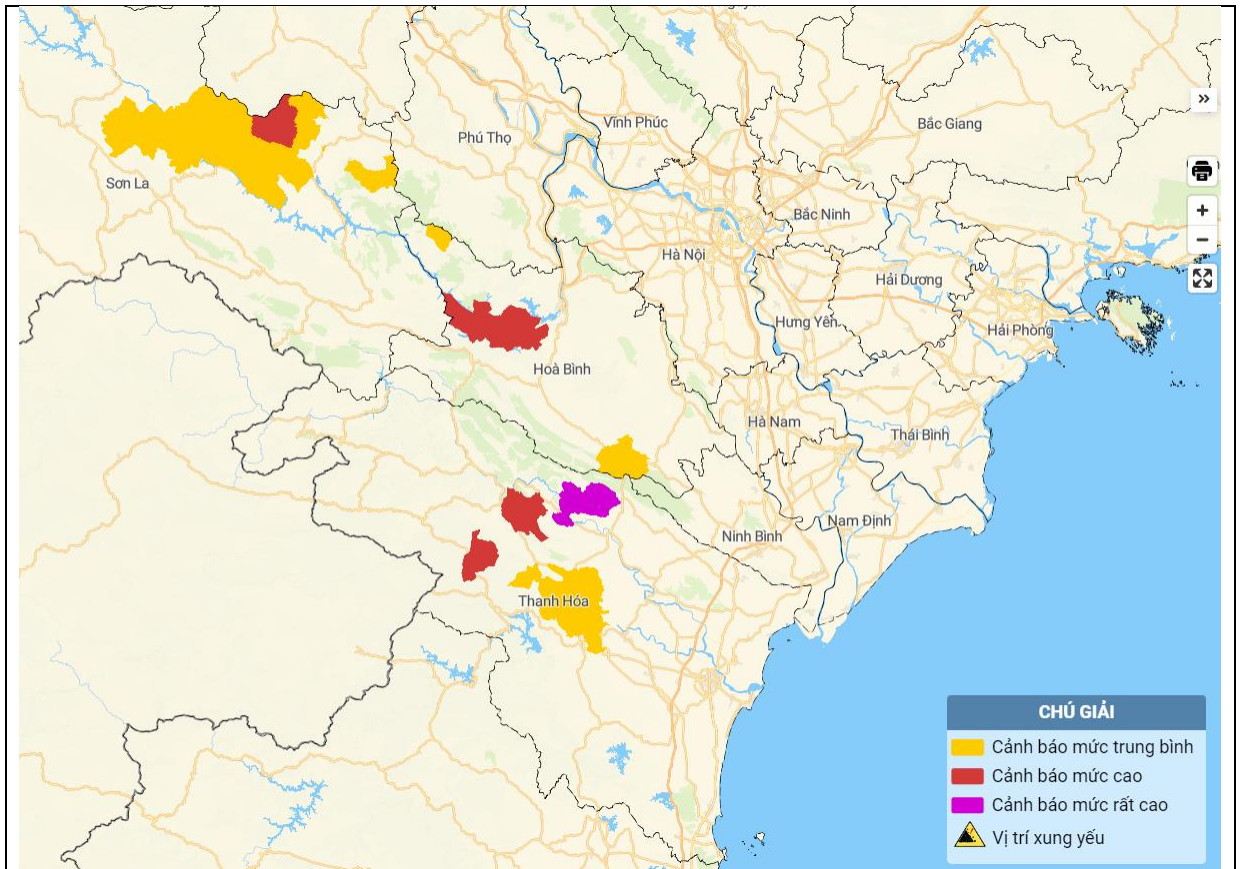 »
Vĩnh Phúc
Bắc Giang
Phú Thọ
Sơn La
Bắc Ninh
+
−
Hà Nội
Hải Dương
Hưng Yên
Hải Phòng
Hoà Bình
Hà Nam
Thái Bình
Nam Định
Ninh Bình
Thanh Hóa
CHÚ GIẢI
Cảnh báo mức trung bình
Cảnh báo mức cao
Cảnh báo mức rất cao
Vị trí xung yếu